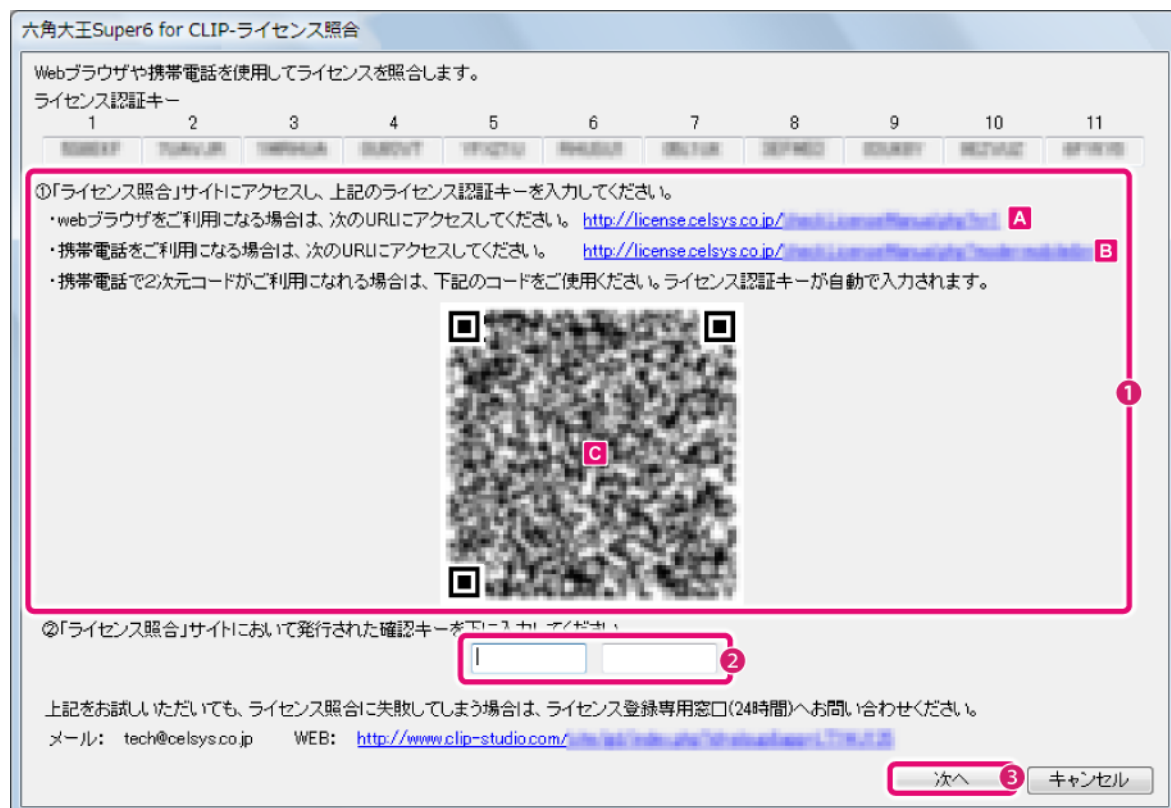 六角大王Super6 for CLIP-ライセンス照合
Webブラウザや携帯電話を使用してライセンスを照合します。
ライセンス認証キー
1 2 3 4 5 6 7 8 9 10 11
①「ライセンス照合」サイトにアクセスし、上記のライセンス認証キーを入力してください。
・webブラウザをご利用になる場合は、次のURLにアクセスしてください。 http://license.celsys.co.jp/ A
・携帯電話をご利用になる場合は、次のURLにアクセスしてください。 http://license.celsys.co.jp/ B
・携帯電話で2次元コードがご利用になれる場合は、下記のコードをご使用ください。ライセンス認証キーが自動で入力されます。
1
C
②「ライセンス照合」サイトにおいて発行された確認キーを下に入力してください
2
上記をお試しいただいても、ライセンス照合に失敗してしまう場合は、ライセンス登録専用窓口(24時間)へお問い合わせください。
メール: tech@celsys.co.jp WEB: http://www.clip-studio.com/
次へ 3 キャンセル